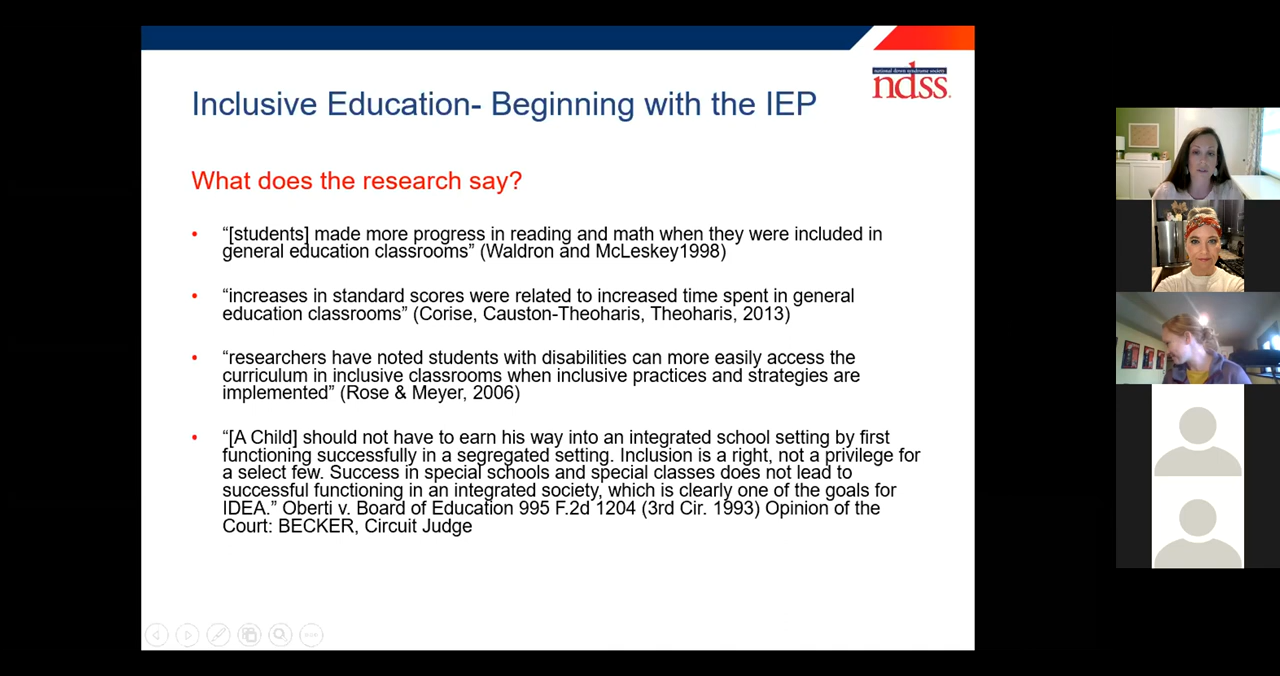 national down syndrome society
ndss.
Inclusive Education- Beginning with the IEP
What does the research say?
• “[students] made more progress in reading and math when they were included in
general education classrooms” (Waldron and McLeskey1998)
• “increases in standard scores were related to increased time spent in general
education classrooms” (Corise, Causton-Theoharis, Theoharis, 2013)
• “researchers have noted students with disabilities can more easily access the
curriculum in inclusive classrooms when inclusive practices and strategies are
implemented” (Rose & Meyer, 2006)
• “[A Child] should not have to earn his way into an integrated school setting by first
functioning successfully in a segregated setting. Inclusion is a right, not a privilege for
a select few. Success in special schools and special classes does not lead to
successful functioning in an integrated society, which is clearly one of the goals for
IDEA.” Oberti v. Board of Education 995 F.2d 1204 (3rd Cir. 1993) Opinion of the
Court: BECKER, Circuit Judge